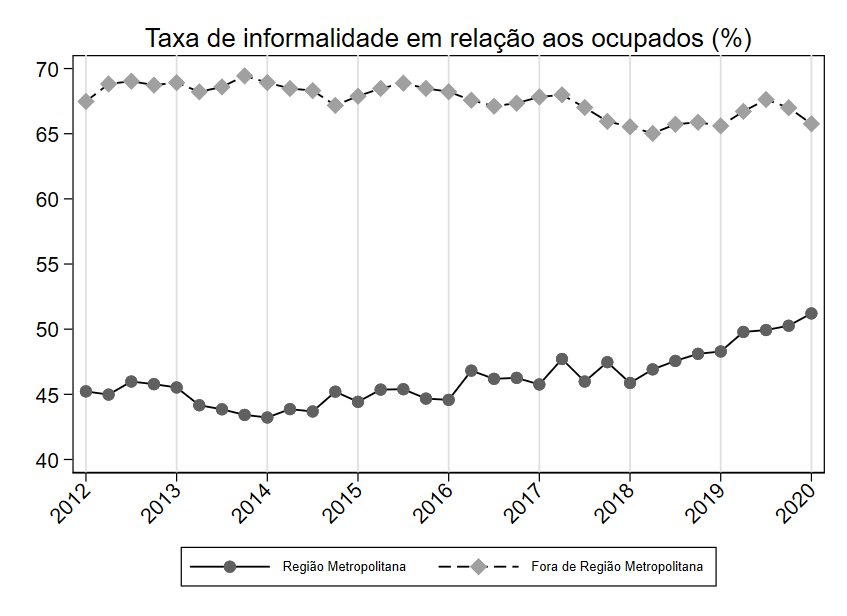 Taxa de informalidade em relação aos ocupados (%)
70
65
60
55
50
45
40
2012 2013 2014 2015 2016 2017 2018 2019 2020
Região Metropolitana Fora de Região Metropolitana